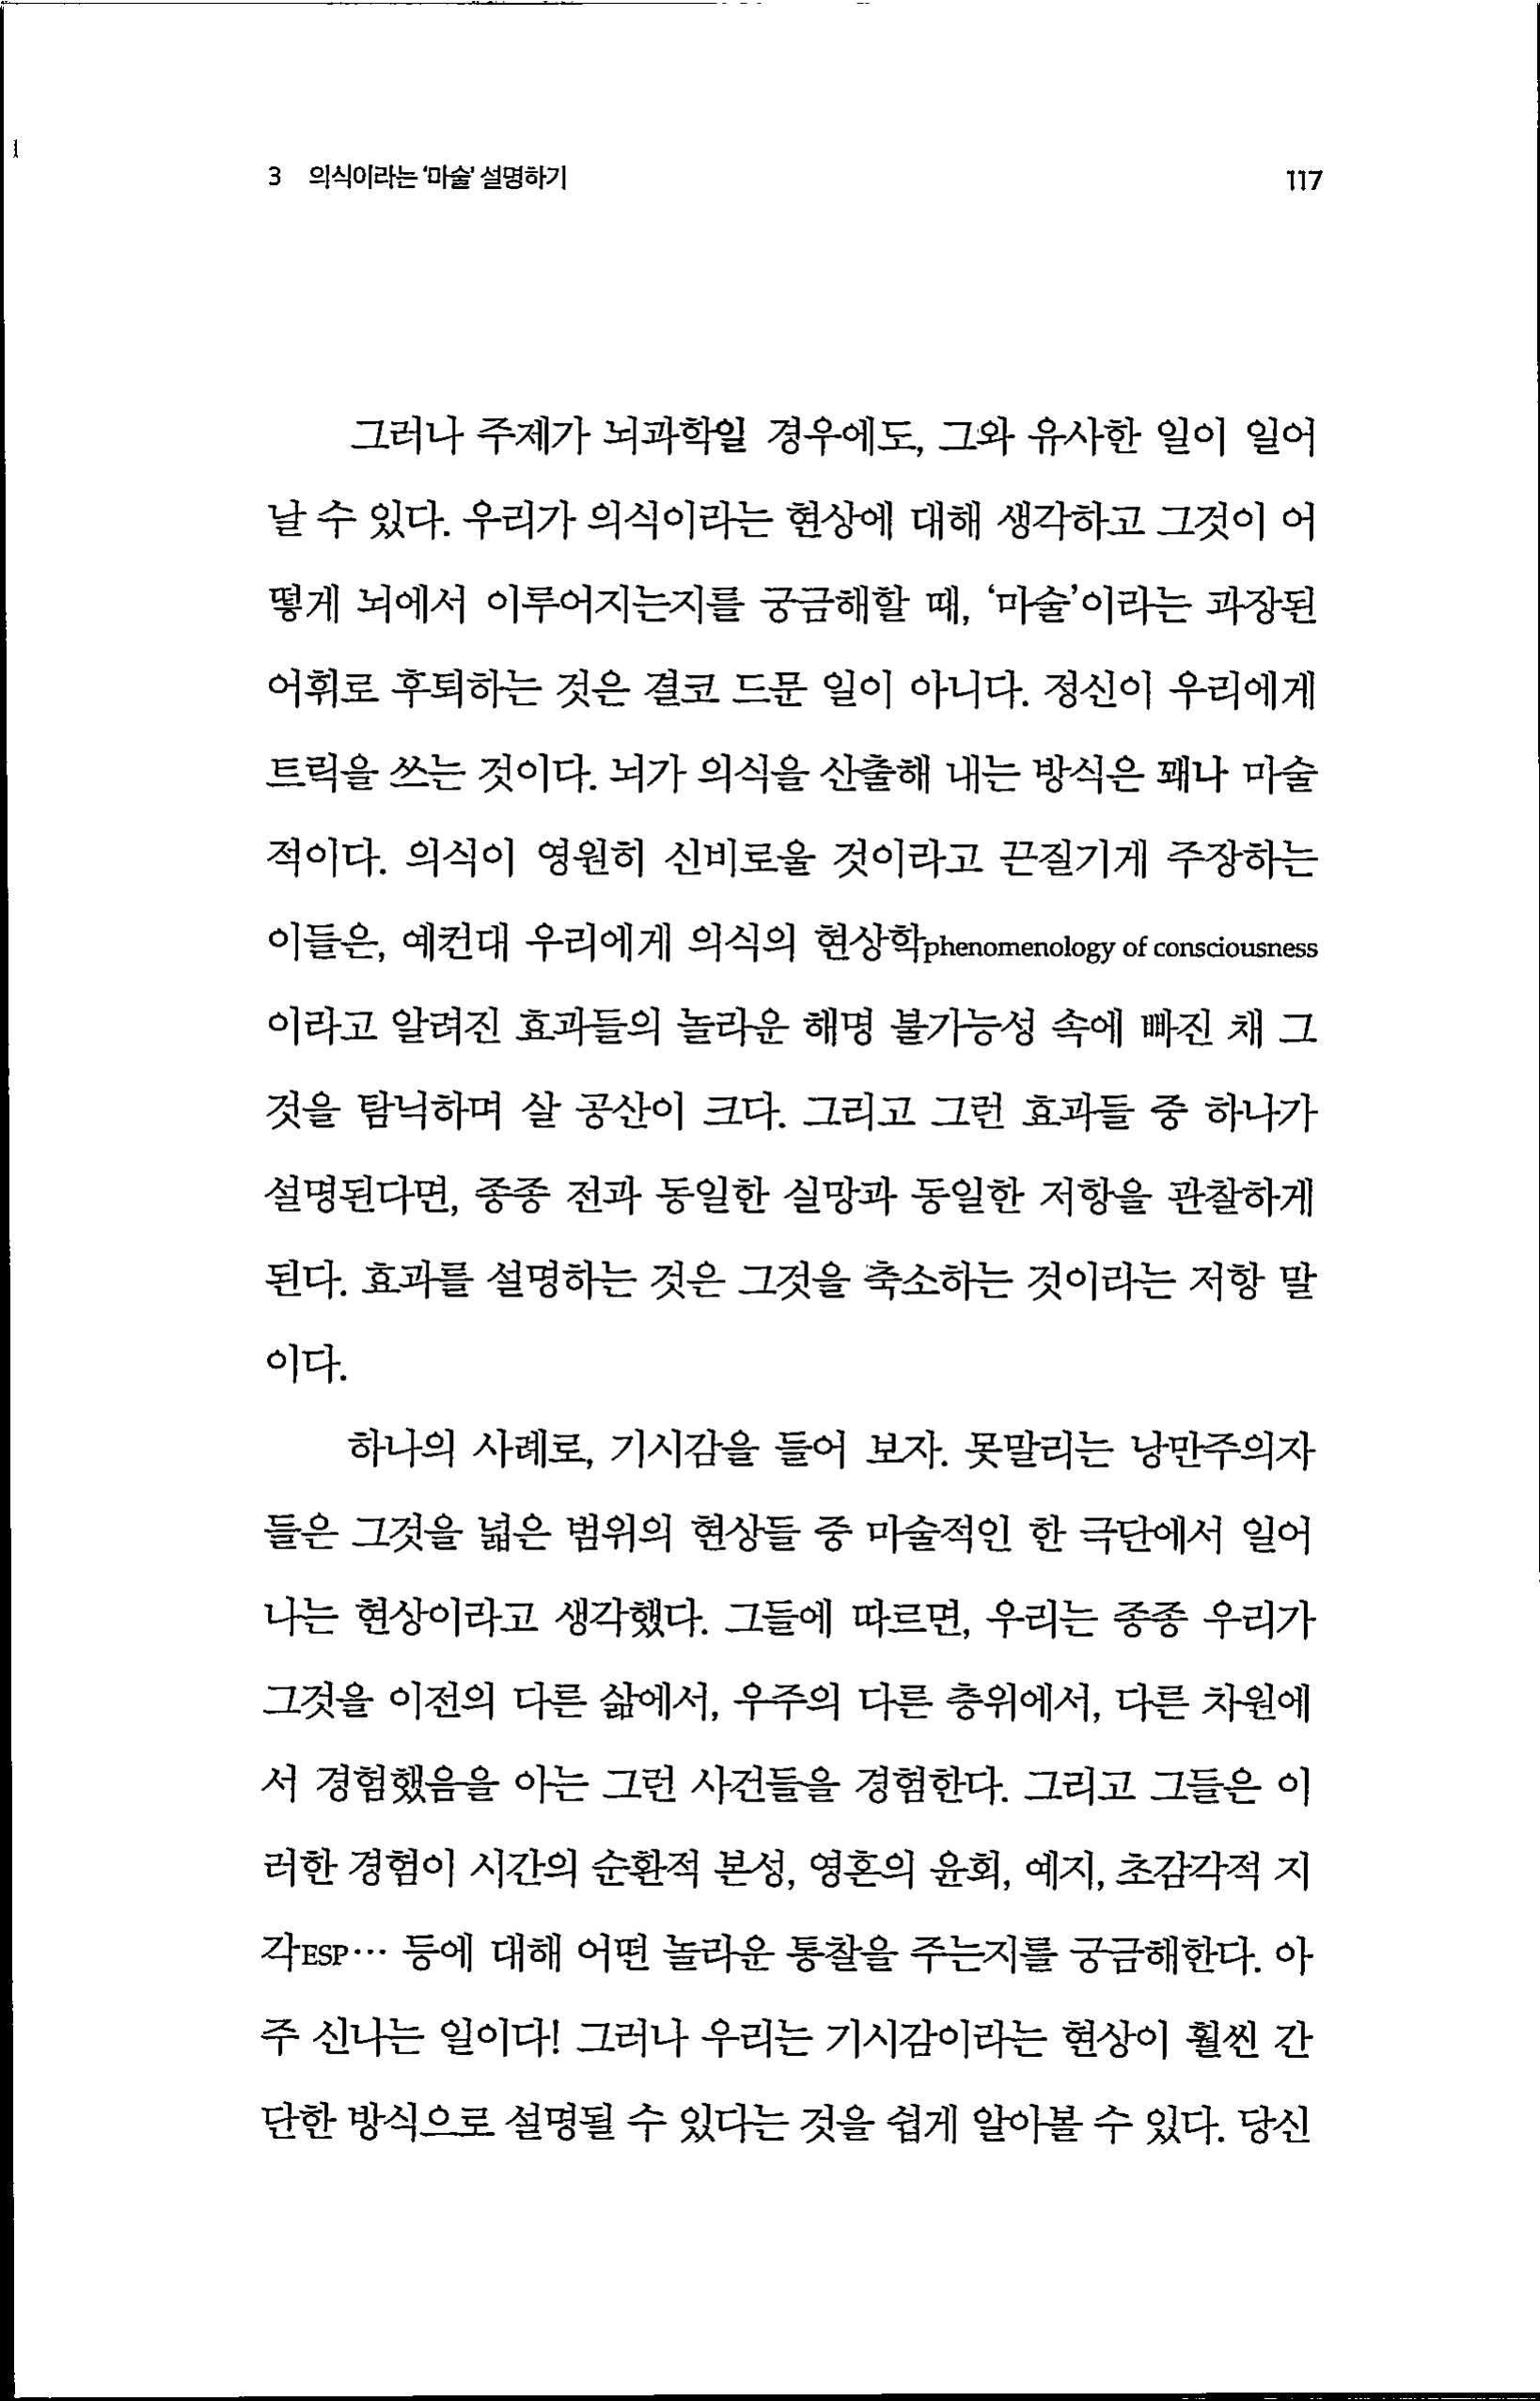 3 의식이라는 '마술' 설명하기
117
그러나 주제가 뇌과학일 경우에도, 그와 유사한 일이 일어
날 수 있다. 우리가 의식이라는 현상에 대해 생각하고 그것이 어
떻게 뇌에서 이루어지는지를 궁금해할 때, '마술'이라는 과장된
어휘로 후퇴하는 것은 결코 드문 일이 아니다. 정신이 우리에게
트릭을 쓰는 것이다. 뇌가 의식을 산출해 내는 방식은 꽤나 마술
적이다. 의식이 영원히 신비로울 것이라고 끈질기게 주장하는
이들은, 예컨대 우리에게 의식의 현상학phenomenology of consciousness
이라고 알려진 효과들의 놀라운 해명 불가능성 속에 빠진 채 그
것을 탐닉하며 살 공산이 크다. 그리고 그런 효과들 중 하나가
설명된다면, 종종 전과 동일한 실망과 동일한 저항을 관찰하게
된다. 효과를 설명하는 것은 그것을 축소하는 것이라는 저항 말
이다.
하나의 사례로, 기시감을 들어 보자. 못말리는 낭만주의자
들은 그것을 넓은 범위의 현상들 중 마술적인 한 극단에서 일어
나는 현상이라고 생각했다. 그들에 따르면, 우리는 종종 우리가
그것을 이전의 다른 삶에서, 우주의 다른 층위에서, 다른 차원에
서 경험했음을 아는 그런 사건들을 경험한다. 그리고 그들은 이
러한 경험이 시간의 순환적 본성, 영혼의 윤회, 예지, 초감각적 지
각ESP… 등에 대해 어떤 놀라운 통찰을 주는지를 궁금해한다. 아
주 신나는 일이다! 그러나 우리는 기시감이라는 현상이 훨씬 간
단한 방식으로 설명될 수 있다는 것을 쉽게 알아볼 수 있다. 당신